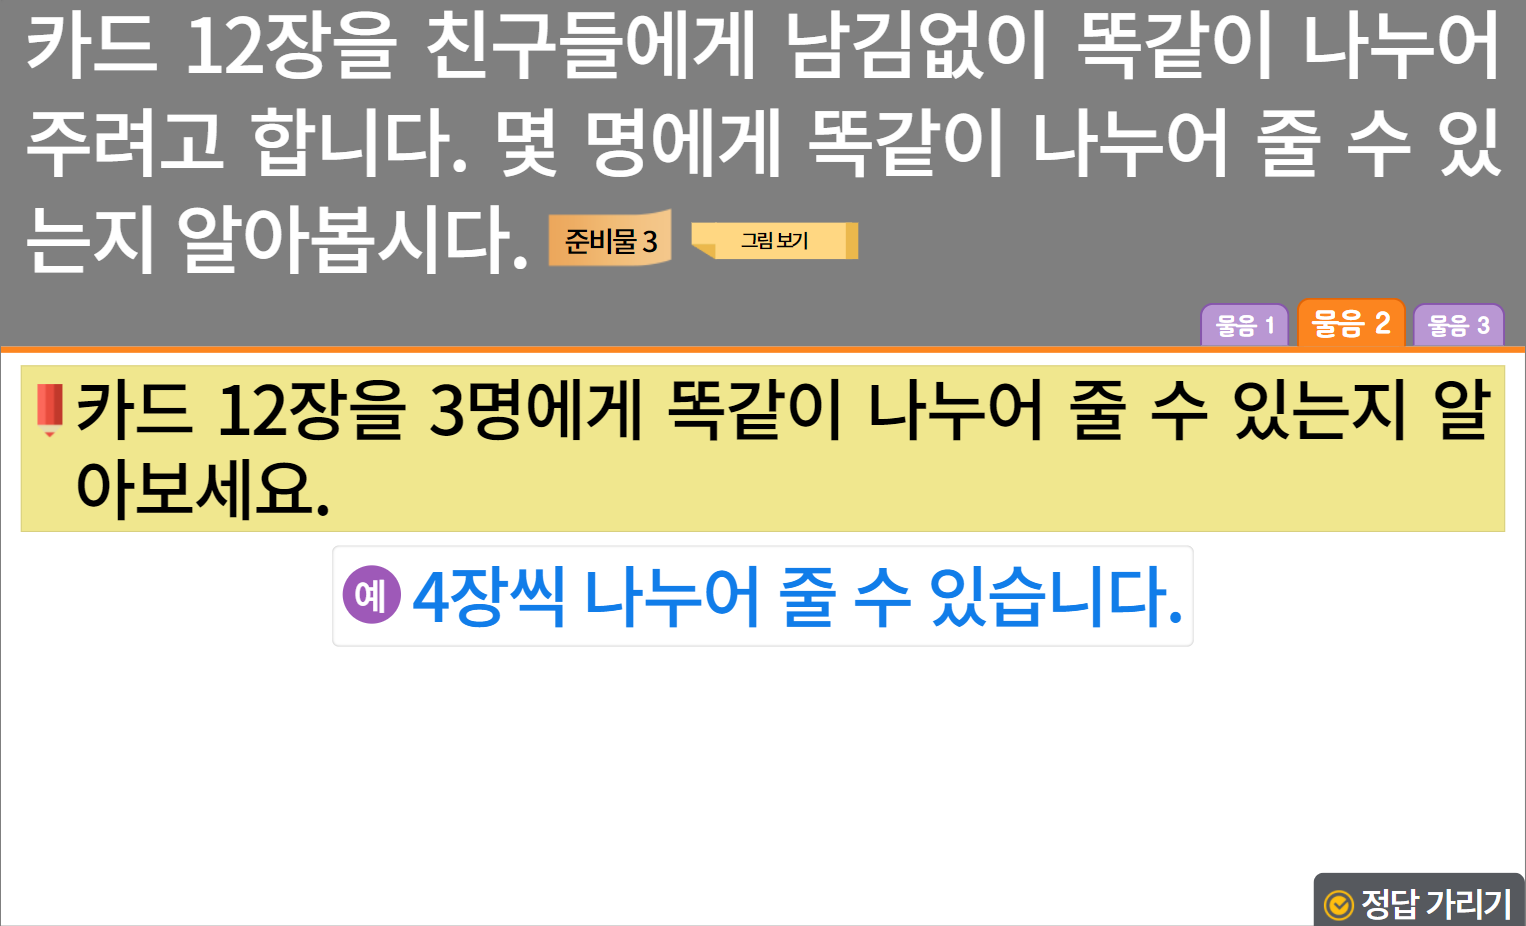 카드 12장을 친구들에게 남김없이 똑같이 나누어
주려고 합니다. 몇 명에게 똑같이 나누어 줄 수 있
는지 알아봅시다. 준비물 3 그림 보기
물음 1 물음 2 물음 3
카드 12장을 3명에게 똑같이 나누어 줄 수 있는지 알
아보세요.
예 4장씩 나누어 줄 수 있습니다.
정답 가리기